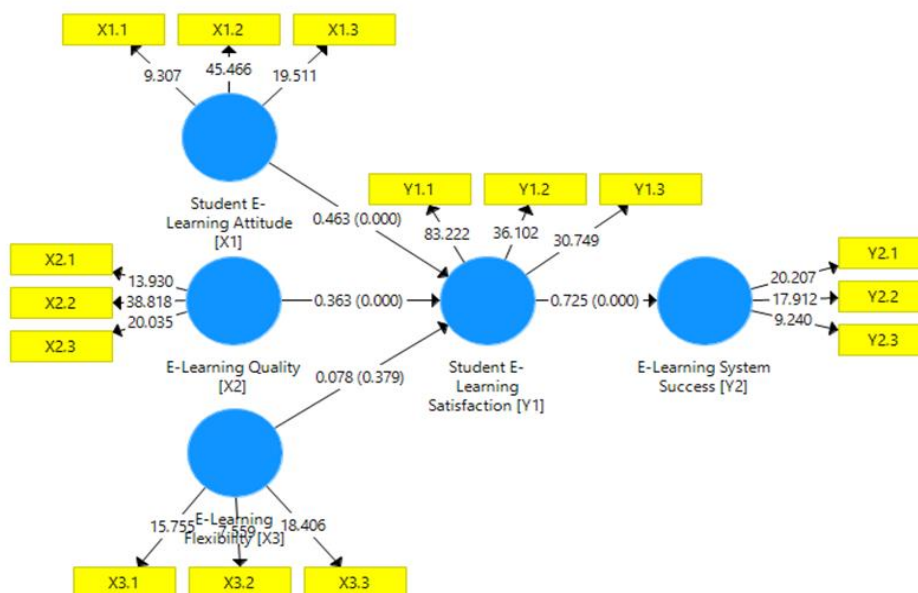 X1.1
X1.2
X1.3
9.307
45.466
19.511
Student E-
Learning Attitude
[X1]
0.463 (0.000)
Y1.1
Y1.2
Y1.3
83.222
36.102
30.749
X2.1
X2.2
X2.3
13.930
38.818
20.035
E-Learning Quality
[X2]
0.363 (0.000)
Student E-
Learning
Satisfaction [Y1]
0.725 (0.000)
E-Learning System
Success [Y2]
20.207
17.912
9.240
Y2.1
Y2.2
Y2.3
0.078 (0.379)
E-Learning
Flexibility [X3]
15.755
7.559
18.406
X3.1
X3.2
X3.3